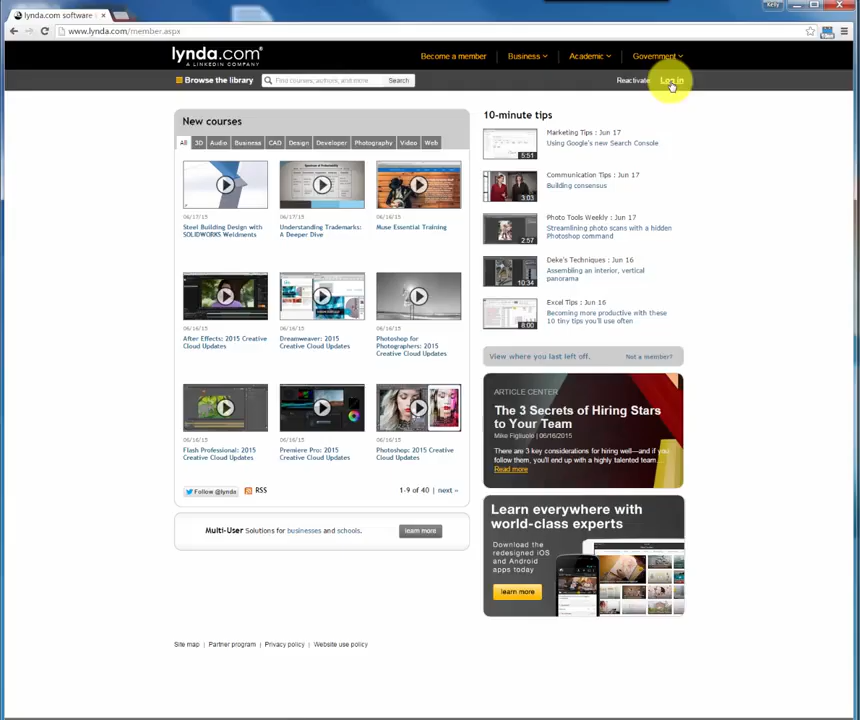 Kelly
lynda.com software
www.lynda.com/member.aspx
lynda.com®
A LINKEDIN COMPANY
Become a member
Business
Academic
Government
Browse the library
Find courses, authors, and more
Search
Reactivate
Log in
New courses
All
3D
Audio
Business
CAD
Design
Developer
Photography
Video
Web
06/17/15
Steel Building Design with
SOLIDWORKS Weldments
06/17/15
Understanding Trademarks:
A Deeper Dive
06/16/15
Muse Essential Training
06/16/15
After Effects: 2015 Creative
Cloud Updates
06/16/15
Dreamweaver: 2015
Creative Cloud Updates
06/16/15
Photoshop for
Photographers: 2015
Creative Cloud Updates
06/16/15
Flash Professional: 2015
Creative Cloud Updates
06/16/15
Premiere Pro: 2015
Creative Cloud Updates
06/16/15
Photoshop: 2015 Creative
Cloud Updates
Follow @lynda
RSS
1-9 of 40 | next »
Multi-User Solutions for businesses and schools.
learn more
10-minute tips
5:51
Marketing Tips : Jun 17
Using Google's new Search Console
3:03
Communication Tips : Jun 17
Building consensus
2:57
Photo Tools Weekly : Jun 17
Streamlining photo scans with a hidden
Photoshop command
10:34
Deke's Techniques : Jun 16
Assembling an interior, vertical
panorama
8:00
Excel Tips : Jun 16
Becoming more productive with these
10 tiny tips you'll use often
View where you last left off.
Not a member?
ARTICLE CENTER
The 3 Secrets of Hiring Stars
to Your Team
Mike Figliuolo | 06/16/2015
There are 3 key considerations for hiring well—and if you
follow them, you'll end up with a highly talented team...
Read more
Learn everywhere with
world-class experts
Download the
redesigned iOS
and Android
apps today
learn more
Site map | Partner program | Privacy policy | Website use policy